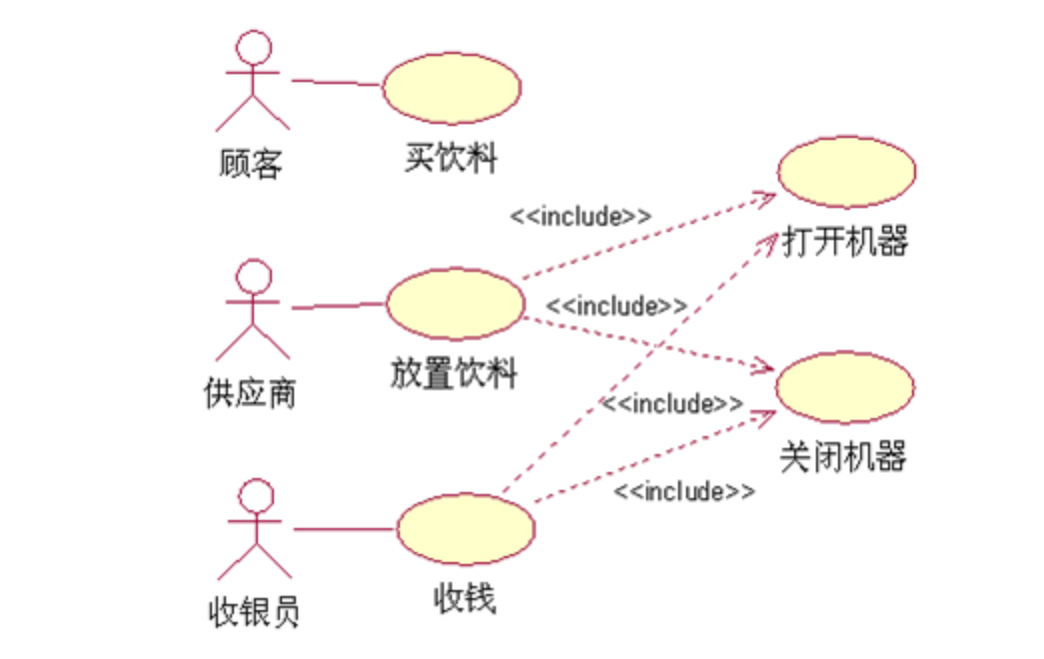 顾客
买饮料
<<include>>
打开机器
<<include>>
供应商
放置饮料
<<include>>
关闭机器
<<include>>
收银员
收钱